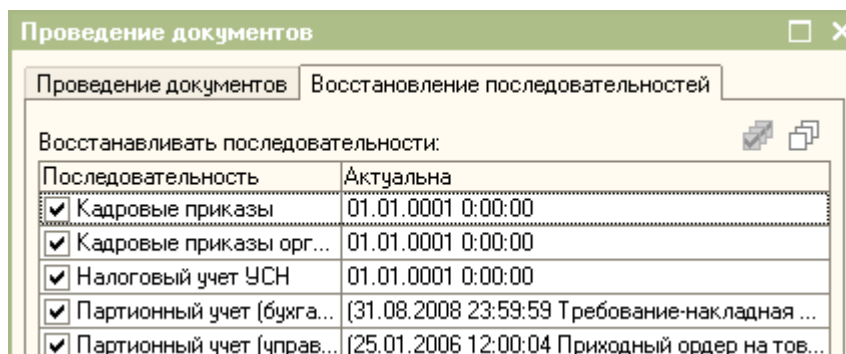 Проведение документов
Проведение документов Восстановление последовательностей
Восстанавливать последовательности:
Последовательность Актуальна
Кадровые приказы 01.01.0001 0:00:00
Кадровые приказы орг... 01.01.0001 0:00:00
Налоговый учет УСН 01.01.0001 0:00:00
Партионный учет (бухга... (31.08.2008 23:59:59 Требование-накладная ...
Партионный учет (управ... (25.01.2006 12:00:04 Приходный ордер на тов...